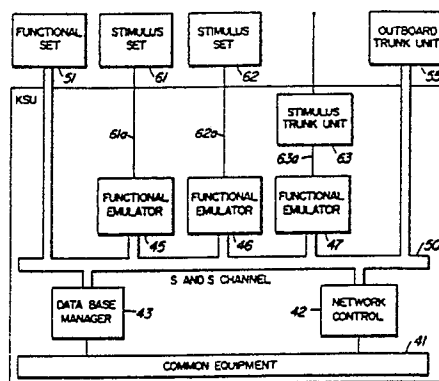 FUNCTIONAL SET
51
STIMULUS SET
61
STIMULUS SET
62
OUTBOARD TRUNK UNIT
55
KSU
61a
62a
STIMULUS TRUNK UNIT
63
63a
FUNCTIONAL EMULATOR
45
FUNCTIONAL EMULATOR
46
FUNCTIONAL EMULATOR
47
50
S AND S CHANNEL
DATA BASE MANAGER
43
NETWORK CONTROL
42
41
COMMON EQUIPMENT